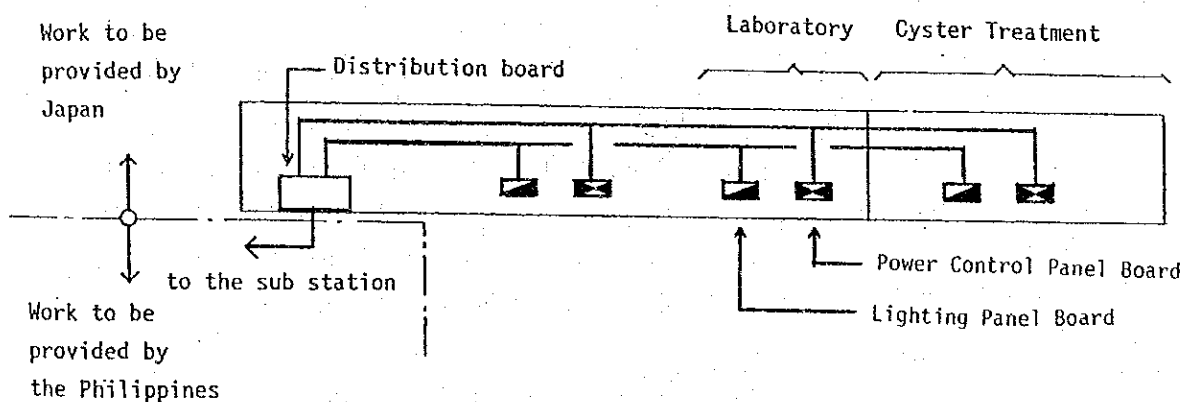 Work to be
provided by
Japan
Distribution board
Laboratory
Cyster Treatment
to the sub station
Power Control Panel Board
Lighting Panel Board
Work to be
provided by
the Philippines